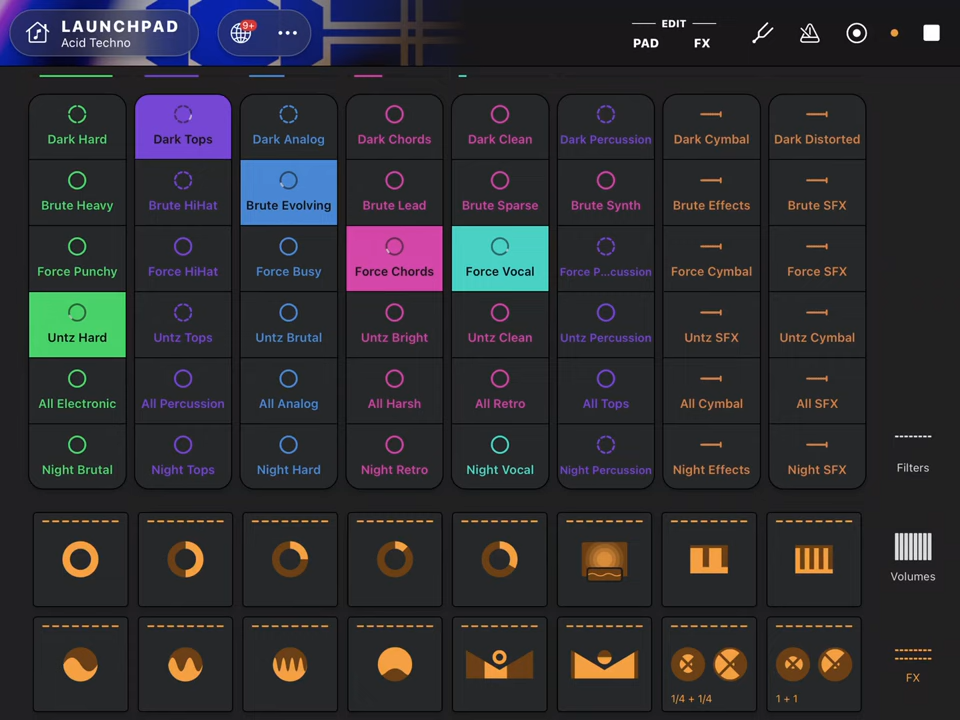 LAUNCHPAD
Acid Techno
9+
EDIT
PAD FX
Dark Hard Dark Tops Dark Analog Dark Chords Dark Clean Dark Percussion Dark Cymbal Dark Distorted
Brute Heavy Brute HiHat Brute Evolving Brute Lead Brute Sparse Brute Synth Brute Effects Brute SFX
Force Punchy Force HiHat Force Busy Force Chords Force Vocal Force P...cussion Force Cymbal Force SFX
Untz Hard Untz Tops Untz Brutal Untz Bright Untz Clean Untz Percussion Untz SFX Untz Cymbal
All Electronic All Percussion All Analog All Harsh All Retro All Tops All Cymbal All SFX
Night Brutal Night Tops Night Hard Night Retro Night Vocal Night Percussion Night Effects Night SFX
Filters
Volumes
FX
1/4 + 1/4 1 + 1